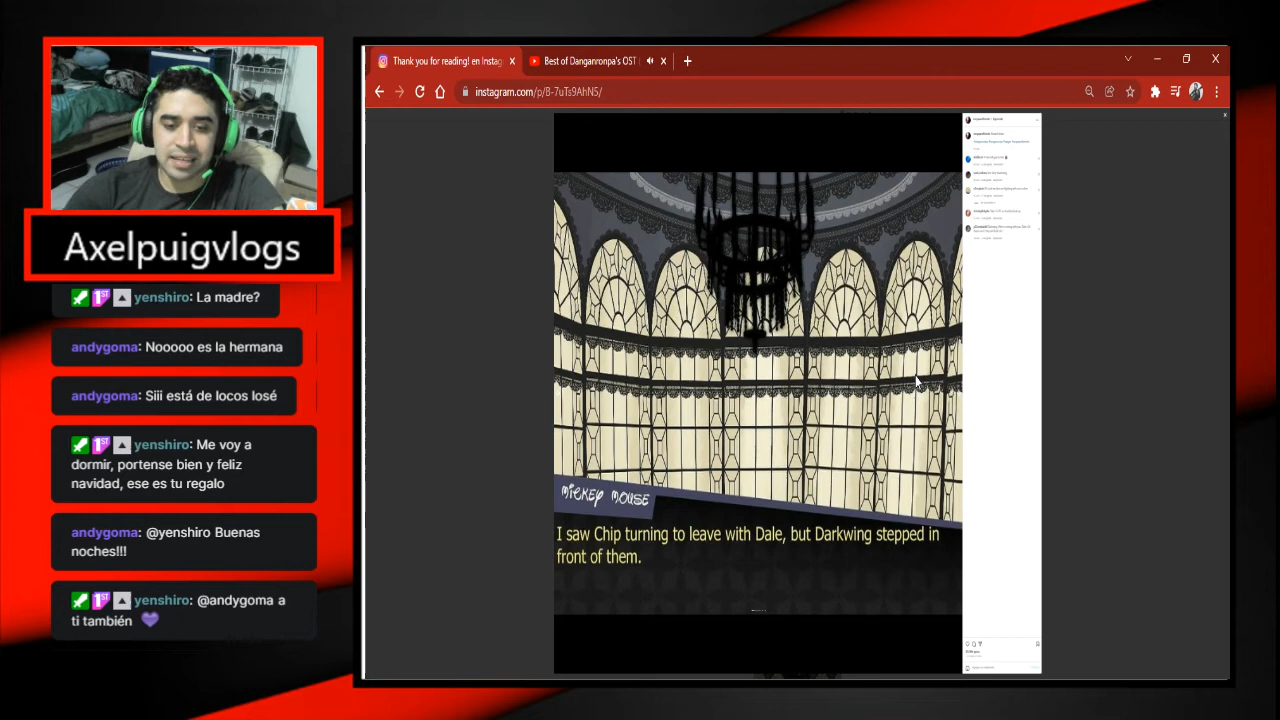 Axelpuigvlogs
yenshiro: La madre?
andygoma: Nooooo es la hermana
andygoma: Siii está de locos losé
yenshiro: Me voy a
dormir, portense bien y feliz
navidad, ese es tu regalo
andygoma: @yenshiro Buenas
noches!!!
yenshiro: @andygoma a
ti también
Thank you for reading! en Instag
Best of Danganronpa's OST
instagram.com/p/B-7uTs9AhNS/
MICKEY MOUSE
I saw Chip turning to leave with Dale, but Darkwing stepped in
front of them.